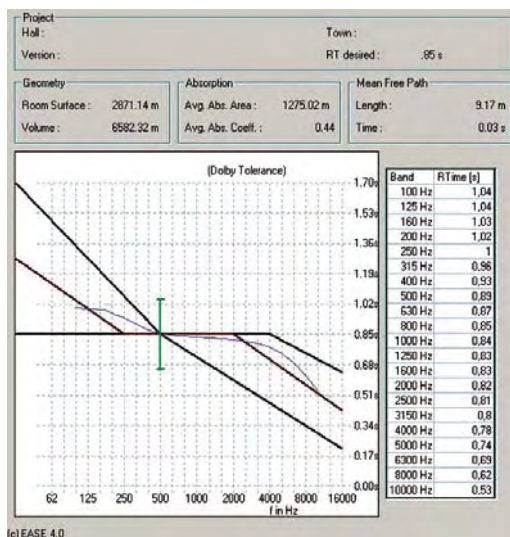 Project
Hall :
Town :
Version :
RT desired : .85 s
Geometry
Room Surface : 2871.14 m
Volume : 6582.32 m
Absorption
Avg. Abs. Area : 1275.02 m
Avg. Abs. Coeff. : 0.44
Mean Free Path
Length : 9.17 m
Time : 0.03 s
(Dolby Tolerance)
1.70s
1.53s
1.36s
1.19s
1.02s
0.85s
0.68s
0.51s
0.34s
0.17s
0.00s
62 125 250 500 1000 2000 4000 8000 16000
f in Hz
Band RTime [s]
100 Hz 1,04
125 Hz 1,04
160 Hz 1,03
200 Hz 1,02
250 Hz 1
315 Hz 0,96
400 Hz 0,93
500 Hz 0,89
630 Hz 0,87
800 Hz 0,85
1000 Hz 0,84
1250 Hz 0,83
1600 Hz 0,83
2000 Hz 0,82
2500 Hz 0,81
3150 Hz 0,8
4000 Hz 0,78
5000 Hz 0,74
6300 Hz 0,69
8000 Hz 0,62
10000 Hz 0,53
(c) EASE 4.0